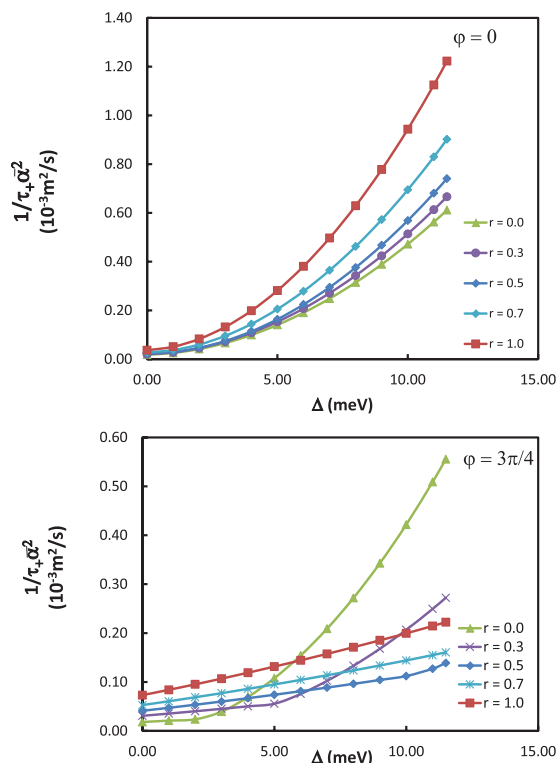 φ = 0
1.40
1.20
1.00
0.80
0.60
0.40
0.20
0.00
1/τ₊ᾱ²
(10⁻³m²/s)
r = 0.0
r = 0.3
r = 0.5
r = 0.7
r = 1.0
0.00 5.00 10.00 15.00
Δ (meV)
φ = 3π/4
0.60
0.50
0.40
0.30
0.20
0.10
0.00
1/τ₊ᾱ²
(10⁻³m²/s)
r = 0.0
r = 0.3
r = 0.5
r = 0.7
r = 1.0
0.00 5.00 10.00 15.00
Δ (meV)